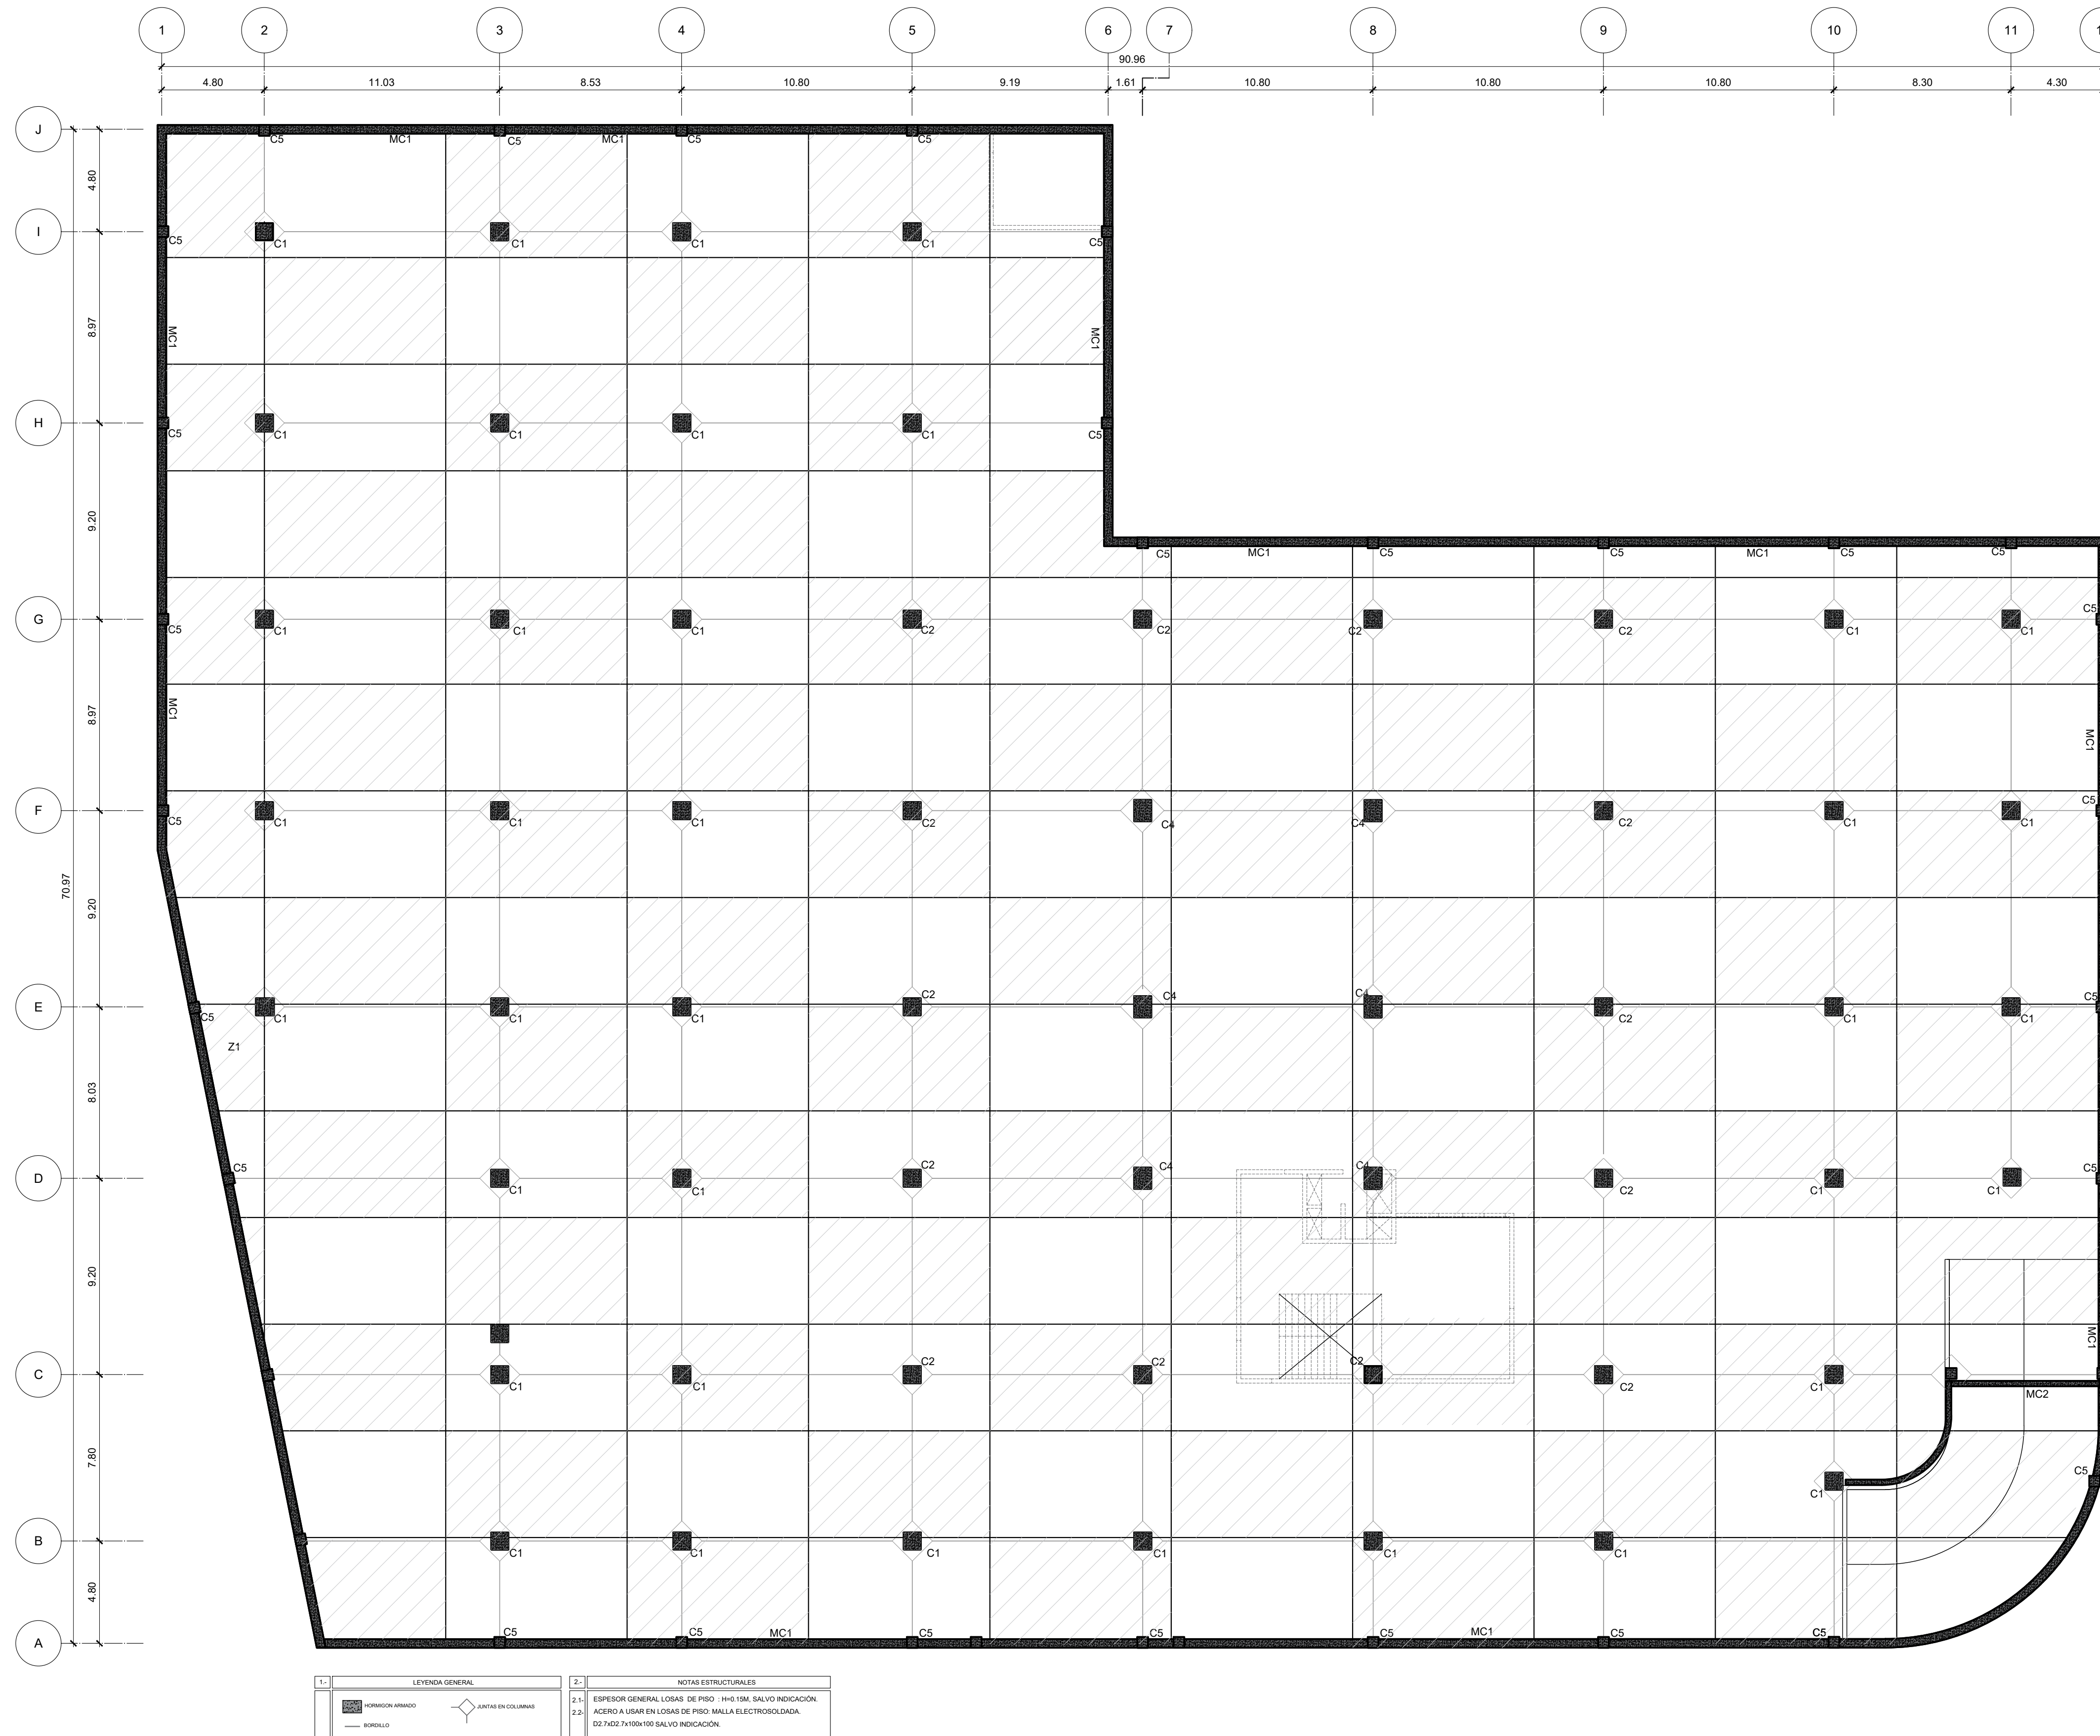 1 2 3 4 5 6 7 8 9 10 11 1
90.96
4.80 11.03 8.53 10.80 9.19 1.61 10.80 10.80 10.80 8.30 4.30
J
C5 MC1 C5 MC1 C5 C5
4.80
I
C5 C1 C1 C1 C1 C5
8.97
MC1 MC1
H
C5 C1 C1 C1 C1 C5
9.20
C5 MC1 C5 C5 MC1 C5 C5
G
C5 C1 C1 C1 C2 C2 C2 C2 C1 C1 C5
8.97
MC1 MC1
F
C5 C1 C1 C1 C2 C4 C4 C2 C1 C1 C5
70.97
9.20
E
C5 C1 C1 C1 C2 C4 C4 C2 C1 C1 C5
Z1
8.03
D
C5 C1 C1 C2 C4 C4 C2 C1 C1 C5
9.20
MC1
C
C1 C1 C2 C2 C2 C2 C1
MC2
7.80
C1 C5
B
C1 C1 C1 C1 C1 C1
4.80
A
C5 C5 MC1 C5 C5 C5 MC1 C5 C5
1.- LEYENDA GENERAL
HORMIGON ARMADO JUNTAS EN COLUMNAS
BORDILLO
2.- NOTAS ESTRUCTURALES
2.1- ESPESOR GENERAL LOSAS DE PISO : H=0.15M, SALVO INDICACIÓN.
2.2- ACERO A USAR EN LOSAS DE PISO: MALLA ELECTROSOLDADA.
D2.7xD2.7x100x100 SALVO INDICACIÓN.